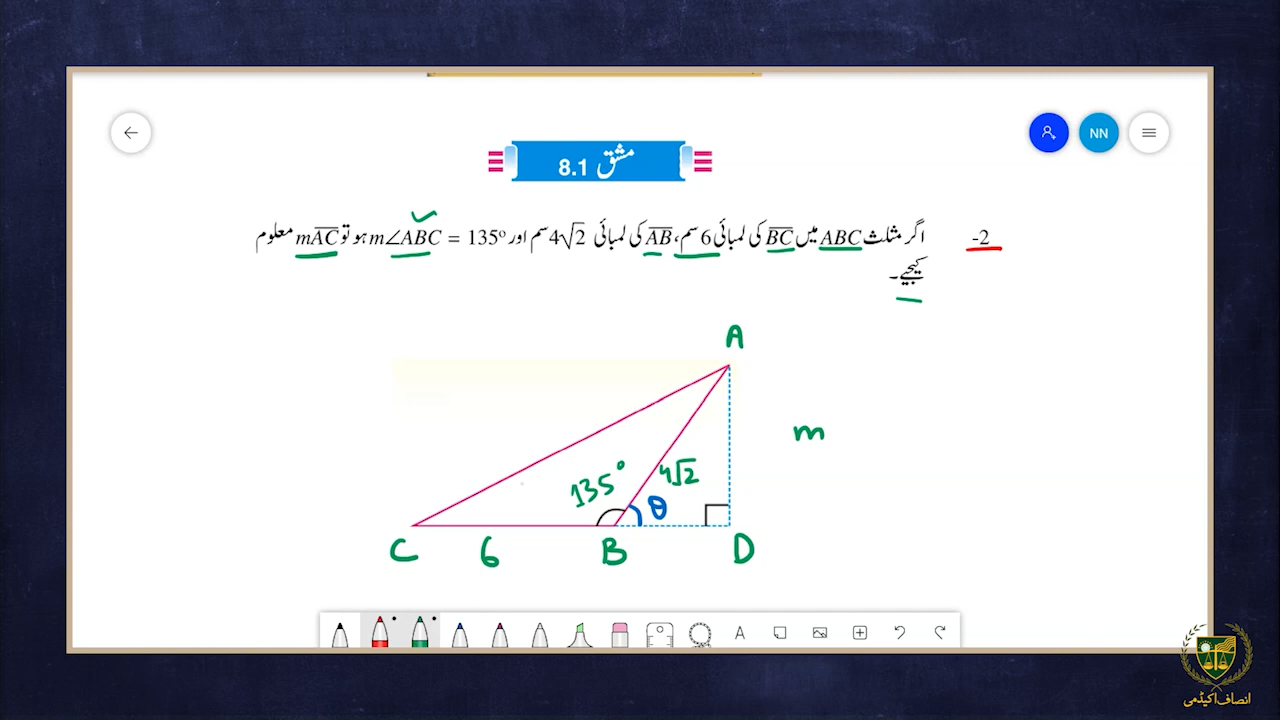 NN
مشق 8.1
-2 اگر مثلث ABC میں BC کی لمبائی 6 سم، AB کی لمبائی 4√2 سم اور m∠ABC = 135° ہو تو mAC معلوم
کیجیے۔
A
m
135° 4√2
θ
C 6 B D
A
انصاف اکیڈمی